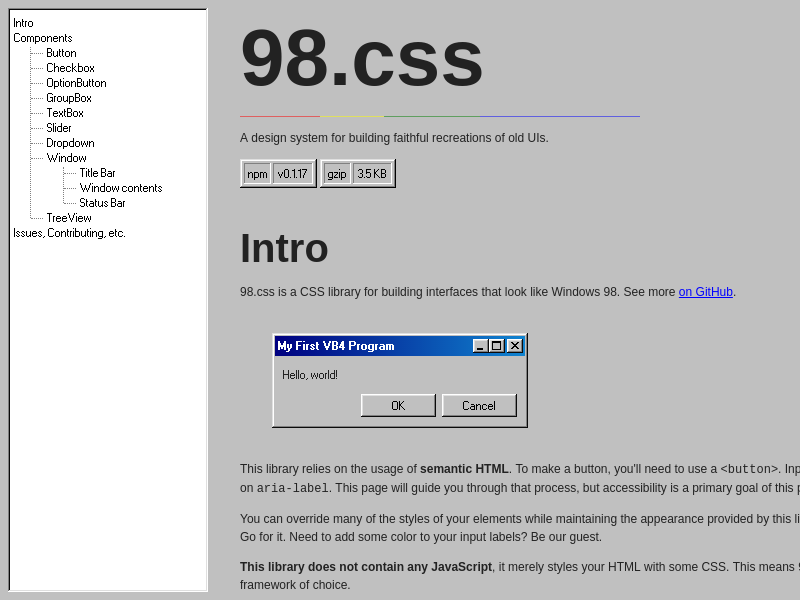 Intro
Components
Button
Checkbox
OptionButton
GroupBox
TextBox
Slider
Dropdown
Window
Title Bar
Window contents
Status Bar
TreeView
Issues, Contributing, etc.
98.css
A design system for building faithful recreations of old UIs.
npm v0.1.17 gzip 3.5 KB
Intro
98.css is a CSS library for building interfaces that look like Windows 98. See more on GitHub.
My First VB4 Program
Hello, world!
OK Cancel
This library relies on the usage of semantic HTML. To make a button, you'll need to use a <button>. Inp
on aria-label. This page will guide you through that process, but accessibility is a primary goal of this p
You can override many of the styles of your elements while maintaining the appearance provided by this li
Go for it. Need to add some color to your input labels? Be our guest.
This library does not contain any JavaScript, it merely styles your HTML with some CSS. This means 9
framework of choice.